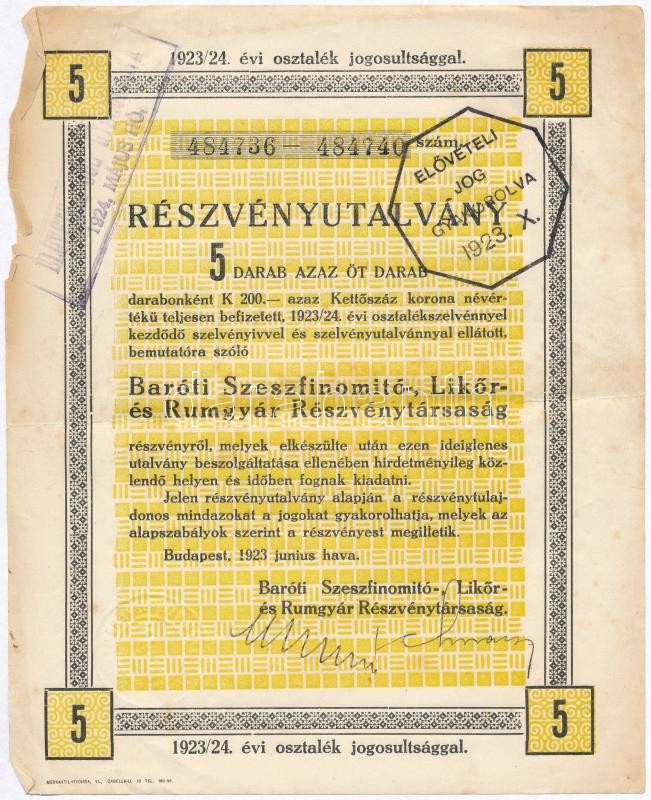 1923/24. évi osztalék jogosultsággal.
5
5
484736 — 484740 szám.
ELŐVÉTELI
JOG
GYAKOROLVA
1923. X.
1924. MÁJUS HÓ.
RÉSZVÉNYUTALVÁNY
5 DARAB AZAZ ÖT DARAB
darabonként K 200.— azaz Kettőszáz korona névér-
tékü teljesen befizetett, 1923/24. évi osztalékszelvénnyel
kezdődő szelvényivvel és szelvényutalvánnyal ellátott,
bemutatóra szóló
Baróti Szeszfinomitó-, Likőr-
és Rumgyár Részvénytársaság
részvényről, melyek elkészülte után ezen ideiglenes
utalvány beszolgáltatása ellenében hirdetményileg köz-
lendő helyen és időben fognak kiadatni.
Jelen részvényutalvány alapján a részvénytulaj-
donos mindazokat a jogokat gyakorolhatja, melyek az
alapszabályok szerint a részvényest megilletik.
Budapest, 1923 junius hava.
Baróti Szeszfinomitó-, Likőr-
és Rumgyár Részvénytársaság.
5
5
1923/24. évi osztalék jogosultsággal.